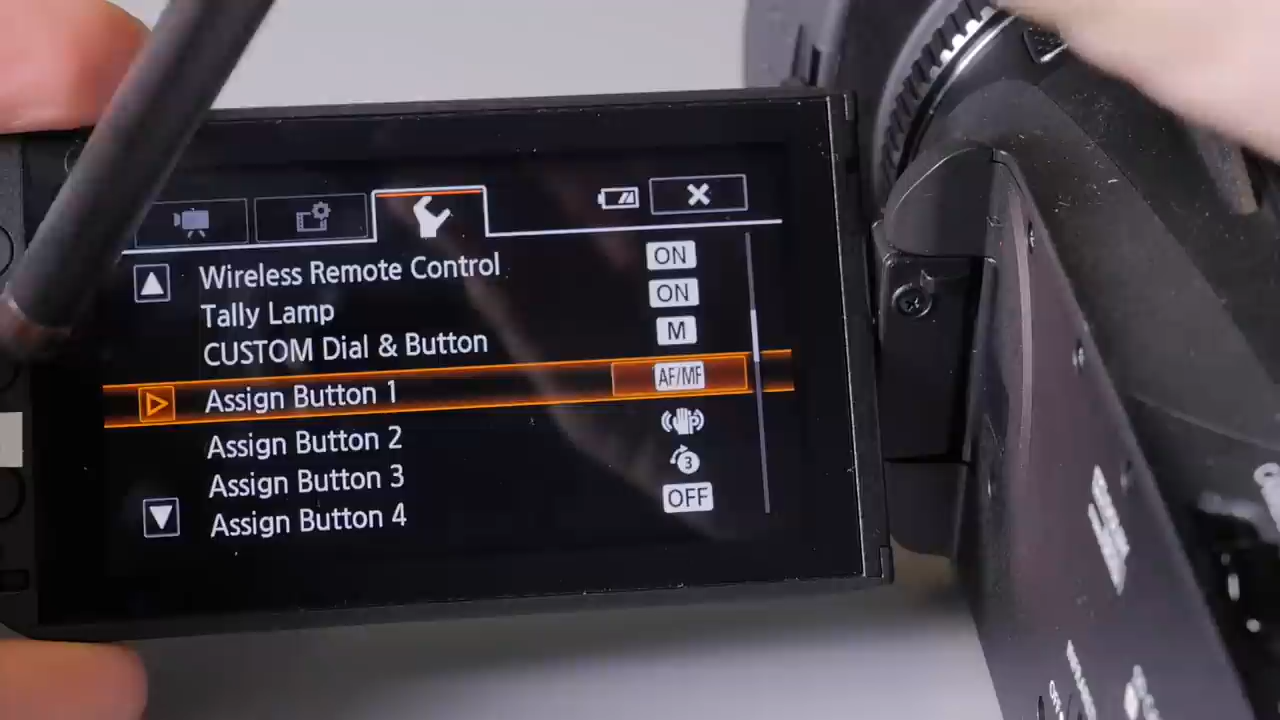 Wireless Remote Control ON
Tally Lamp ON
CUSTOM Dial & Button M
Assign Button 1 AF/MF
Assign Button 2
Assign Button 3 3
Assign Button 4 OFF